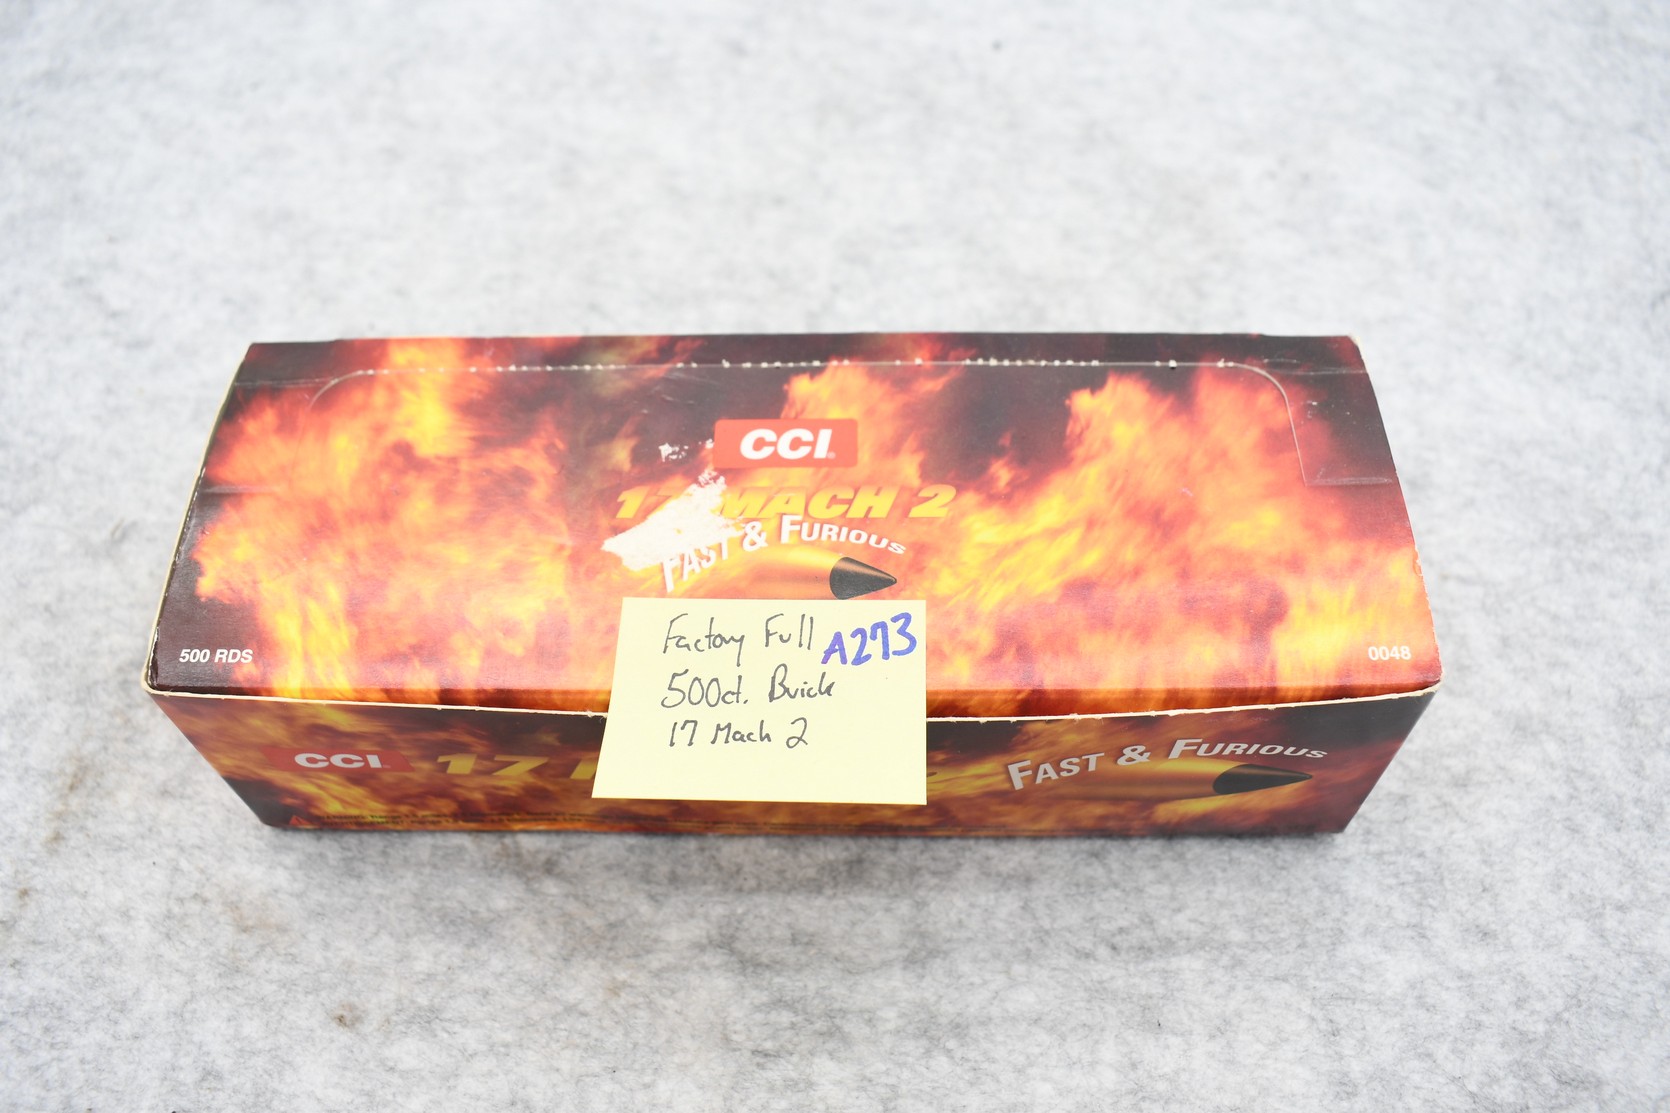 CCI
17 MACH 2
FAST & FURIOUS
500 RDS
0048
Factory Full
A273
500ct. Brick
17 Mach 2
CCI
17
FAST & FURIOUS